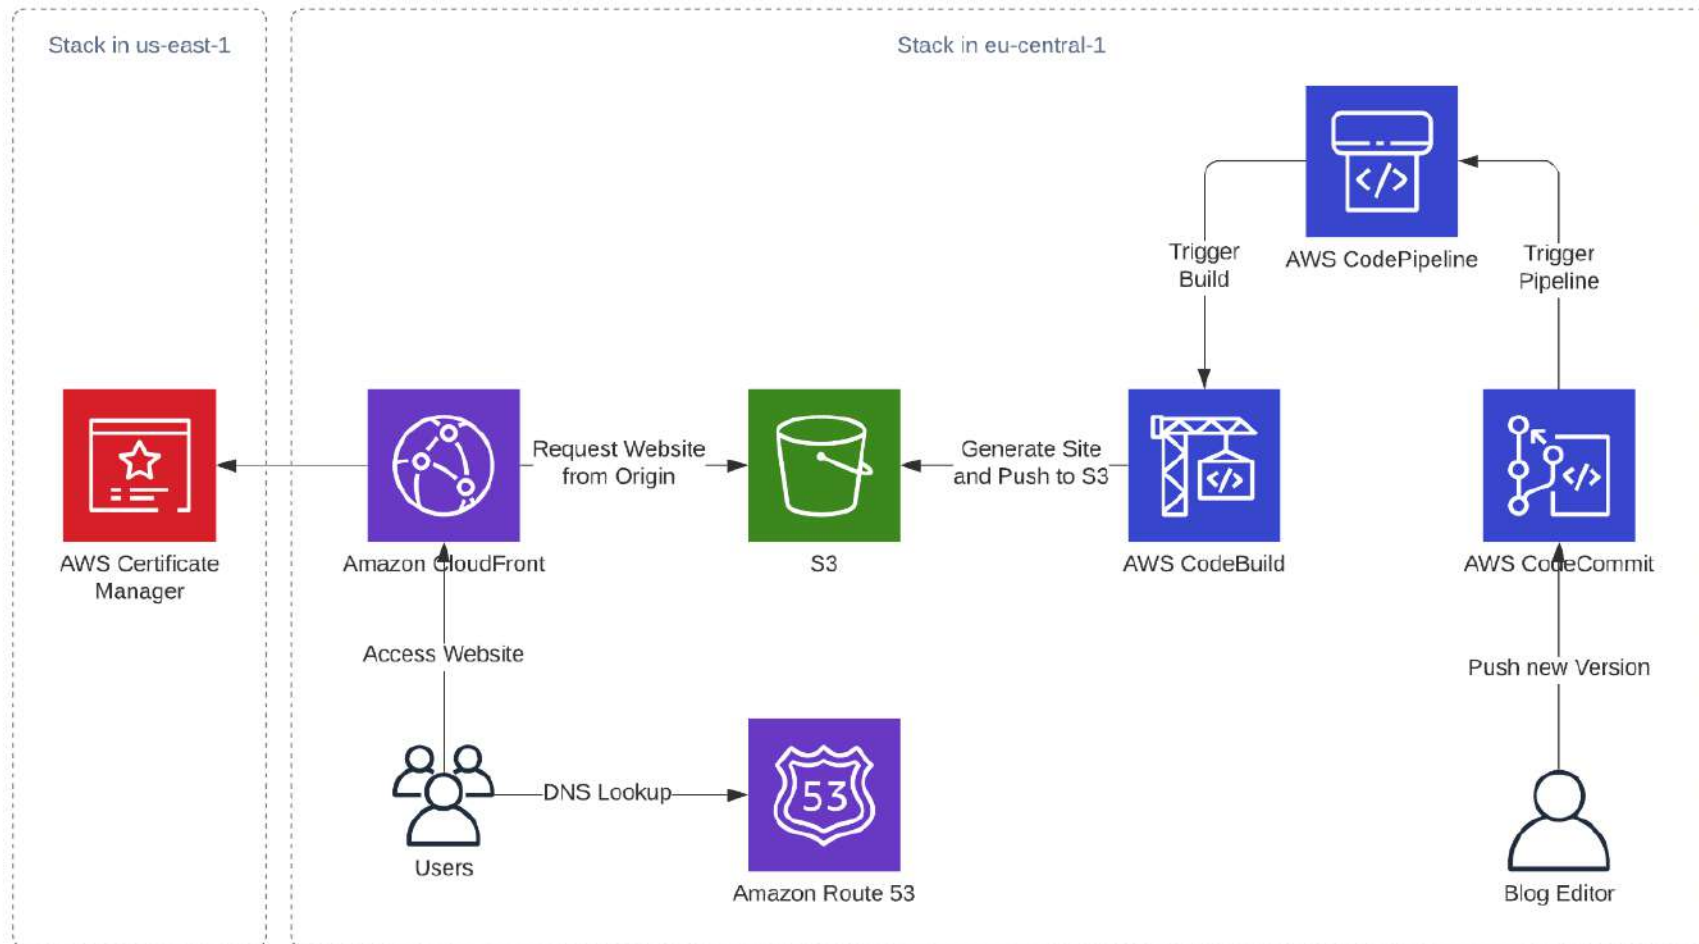 Stack in us-east-1
Stack in eu-central-1
Trigger
Build
AWS CodePipeline
Trigger
Pipeline
Request Website
from Origin
Generate Site
and Push to S3
AWS Certificate
Manager
Amazon CloudFront
S3
AWS CodeBuild
AWS CodeCommit
Access Website
Push new Version
DNS Lookup
53
Users
Amazon Route 53
Blog Editor